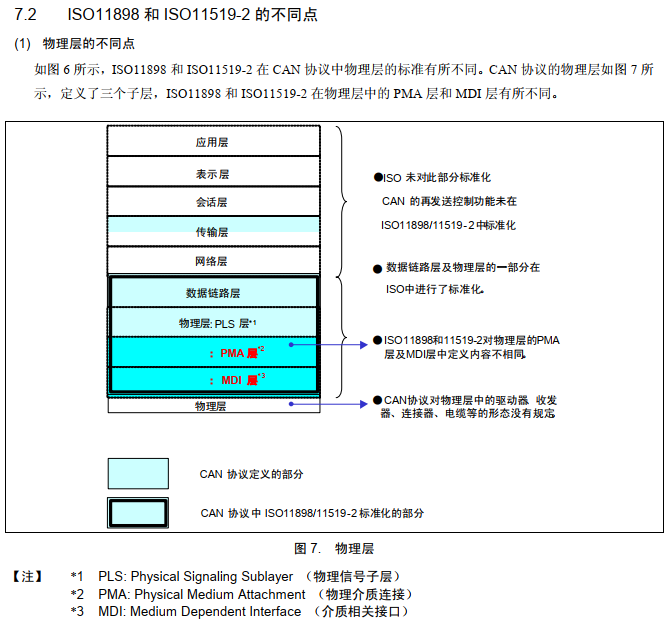 7.2 ISO11898 和 ISO11519-2 的不同点
(1) 物理层的不同点
如图 6 所示，ISO11898 和 ISO11519-2 在 CAN 协议中物理层的标准有所不同。CAN 协议的物理层如图 7 所
示，定义了三个子层，ISO11898 和 ISO11519-2 在物理层中的 PMA 层和 MDI 层有所不同。
应用层
表示层
会话层
传输层
网络层
数据链路层
物理层: PLS 层*1
： PMA 层*2
： MDI 层*3
物理层
●ISO 未对此部分标准化
CAN 的再发送控制功能未在
ISO11898/11519-2中标准化
● 数据链路层及物理层的一部分在
ISO中进行了标准化。
●ISO11898和11519-2对物理层的PMA
层及MDI层中定义内容不相同。
●CAN协议对物理层中的驱动器、收发
器、连接器、电缆等的形态没有规定。
CAN 协议定义的部分
CAN 协议中 ISO11898/11519-2标准化的部分
图 7. 物理层
【注】 *1 PLS: Physical Signaling Sublayer （物理信号子层）
*2 PMA: Physical Medium Attachment （物理介质连接）
*3 MDI: Medium Dependent Interface （介质相关接口）